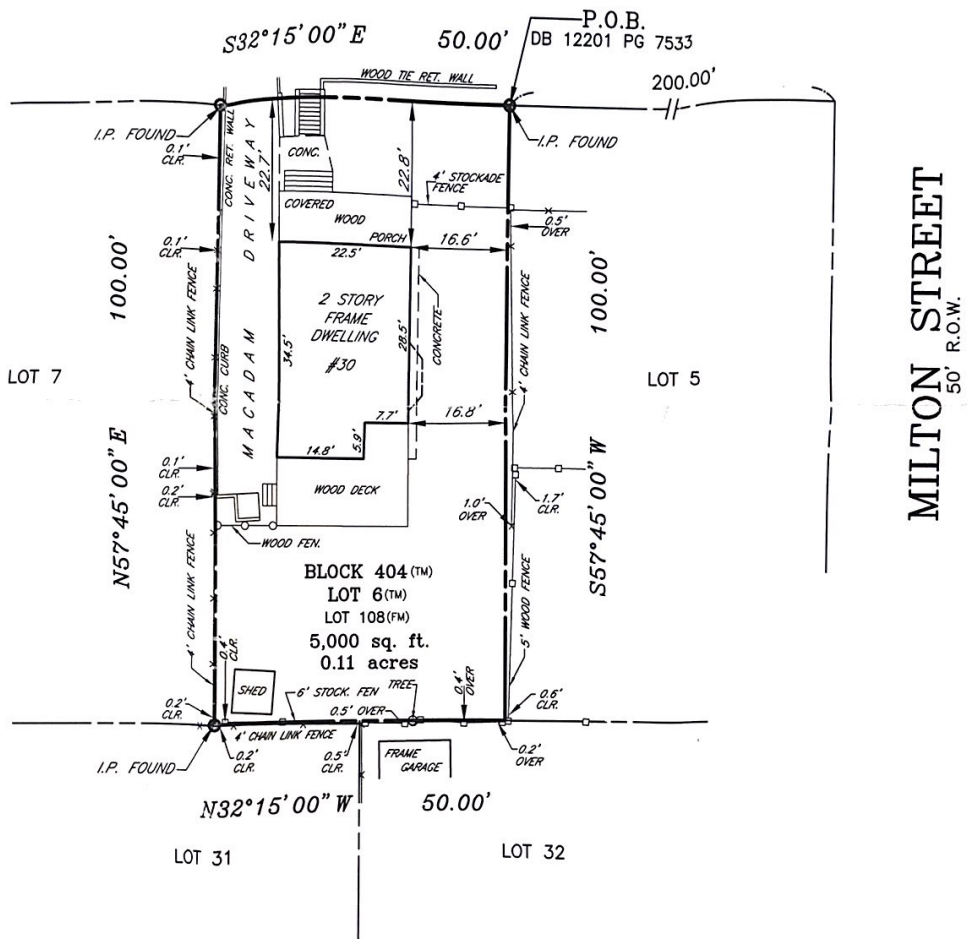 S32°15'00"E
50.00'
P.O.B.
DB 12201 PG 7533
200.00'
WOOD TIE RET. WALL
I.P. FOUND
I.P. FOUND
0.1'
CLR.
CONC. RET. WALL
MACADAM DRIVEWAY
22.7'
CONC.
22.8'
4' STOCKADE
FENCE
COVERED
WOOD
PORCH
0.5'
OVER
0.1'
CLR.
22.5'
16.6'
100.00'
4' CHAIN LINK FENCE
CONC. CURB
34.5'
2 STORY
FRAME
DWELLING
#30
28.5'
CONCRETE
4' CHAIN LINK FENCE
100.00'
MILTON STREET
50' R.O.W.
LOT 7
LOT 5
7.7'
16.8'
5.9'
14.8'
0.1'
CLR.
0.2'
CLR.
WOOD DECK
1.0'
OVER
1.7'
CLR.
WOOD FEN.
N57°45'00"E
S57°45'00"W
BLOCK 404(TM)
LOT 6(TM)
LOT 108(FM)
5,000 sq. ft.
0.11 acres
4' CHAIN LINK FENCE
5' WOOD FENCE
0.4'
CLR.
SHED
6' STOCK. FEN
TREE
0.5' OVER
0.4'
OVER
0.6'
CLR.
0.2'
CLR.
4' CHAIN LINK FENCE
0.2'
CLR.
0.5'
CLR.
FRAME
GARAGE
0.2'
OVER
I.P. FOUND
N32°15'00"W
50.00'
LOT 31
LOT 32